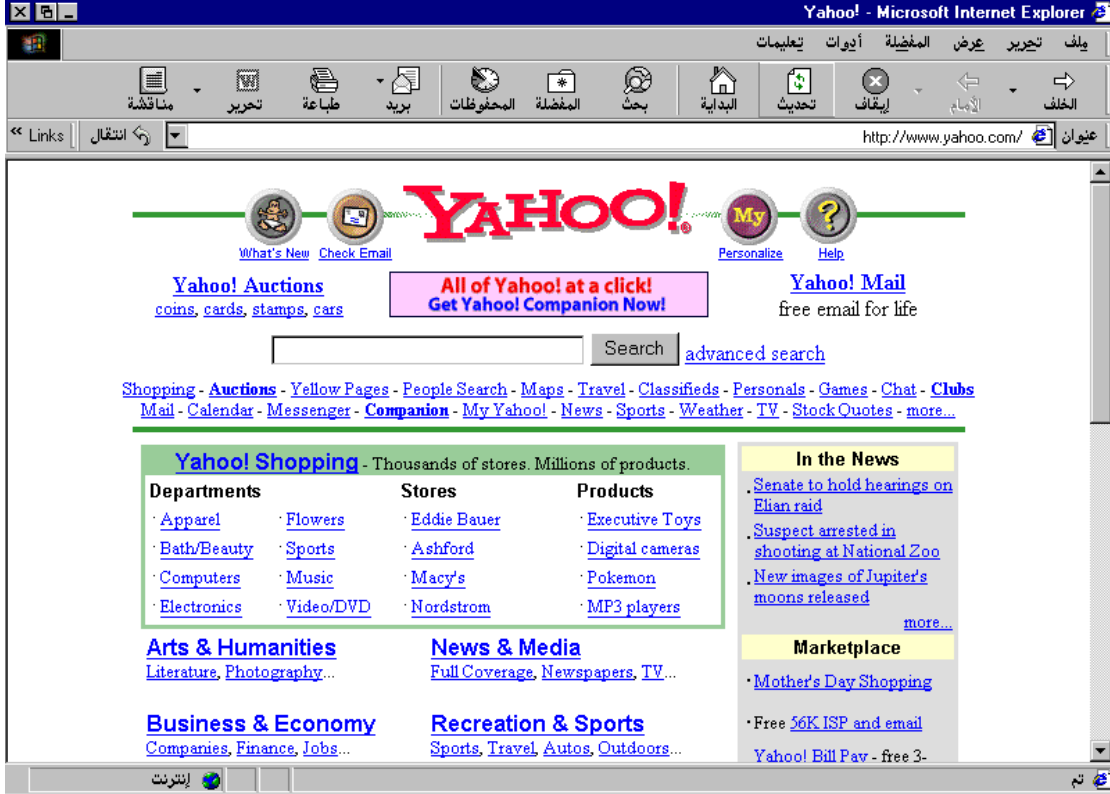 Yahoo! - Microsoft Internet Explorer
ملف تحرير عرض المفضلة أدوات تعليمات
الخلف الأمام إيقاف تحديث البداية بحث المفضلة المحفوظات بريد طباعة تحرير مناقشة
عنوان http://www.yahoo.com/ انتقال Links »
YAHOO!
My ?
What's New Check Email Personalize Help
Yahoo! Auctions
coins, cards, stamps, cars
All of Yahoo! at a click!
Get Yahoo! Companion Now!
Yahoo! Mail
free email for life
Search advanced search
Shopping - Auctions - Yellow Pages - People Search - Maps - Travel - Classifieds - Personals - Games - Chat - Clubs
Mail - Calendar - Messenger - Companion - My Yahoo! - News - Sports - Weather - TV - Stock Quotes - more...
Yahoo! Shopping - Thousands of stores. Millions of products.
Departments Stores Products
· Apparel · Flowers · Eddie Bauer · Executive Toys
· Bath/Beauty · Sports · Ashford · Digital cameras
· Computers · Music · Macy's · Pokemon
· Electronics · Video/DVD · Nordstrom · MP3 players
In the News
· Senate to hold hearings on
Elian raid
· Suspect arrested in
shooting at National Zoo
· New images of Jupiter's
moons released
more...
Marketplace
· Mother's Day Shopping
· Free 56K ISP and email
Yahoo! Bill Pay - free 3-
Arts & Humanities
Literature, Photography...
News & Media
Full Coverage, Newspapers, TV...
Business & Economy
Companies, Finance, Jobs...
Recreation & Sports
Sports, Travel, Autos, Outdoors...
تم إنترنت